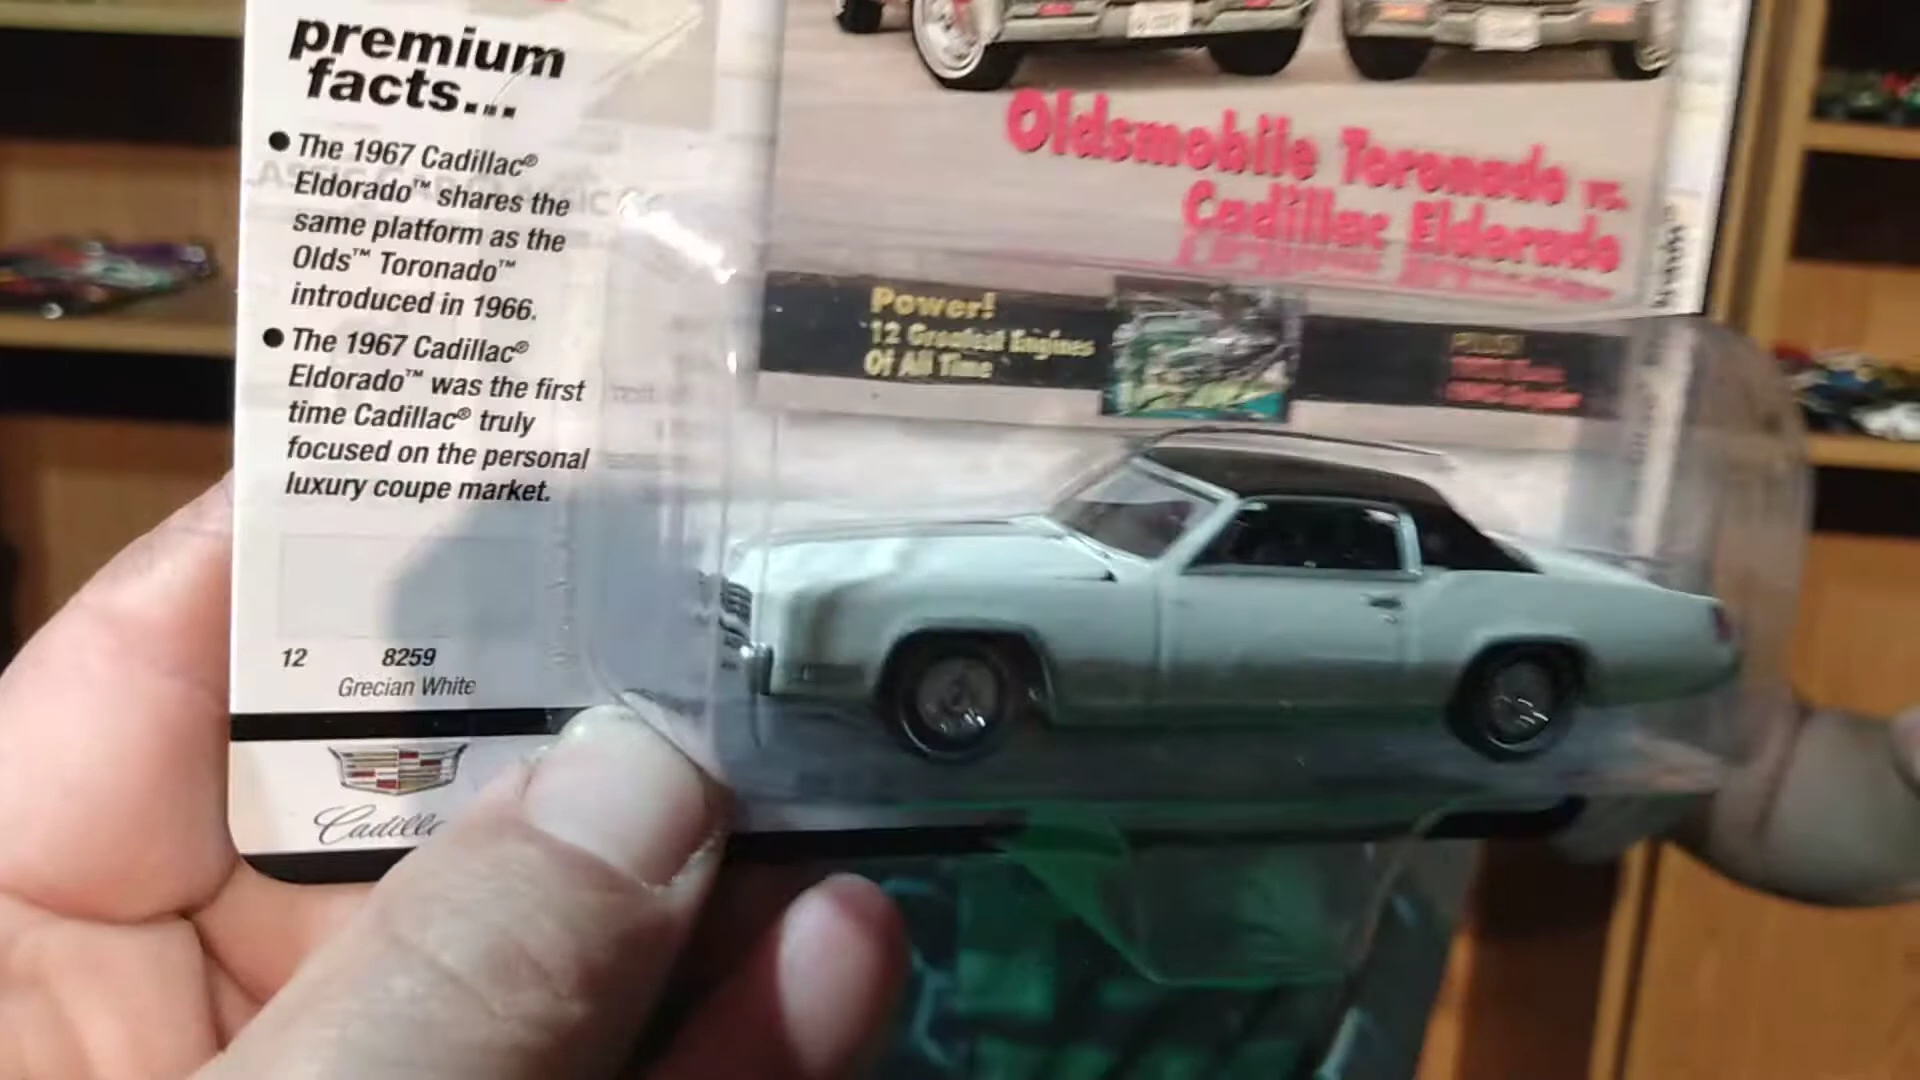 premium
facts...
● The 1967 Cadillac®
Eldorado™ shares the
same platform as the
Olds™ Toronado™
introduced in 1966.
● The 1967 Cadillac®
Eldorado™ was the first
time Cadillac® truly
focused on the personal
luxury coupe market.
12 8259
Grecian White
Oldsmobile Toronado vs.
Cadillac Eldorado
Power!
12 Greatest Engines
Of All Time